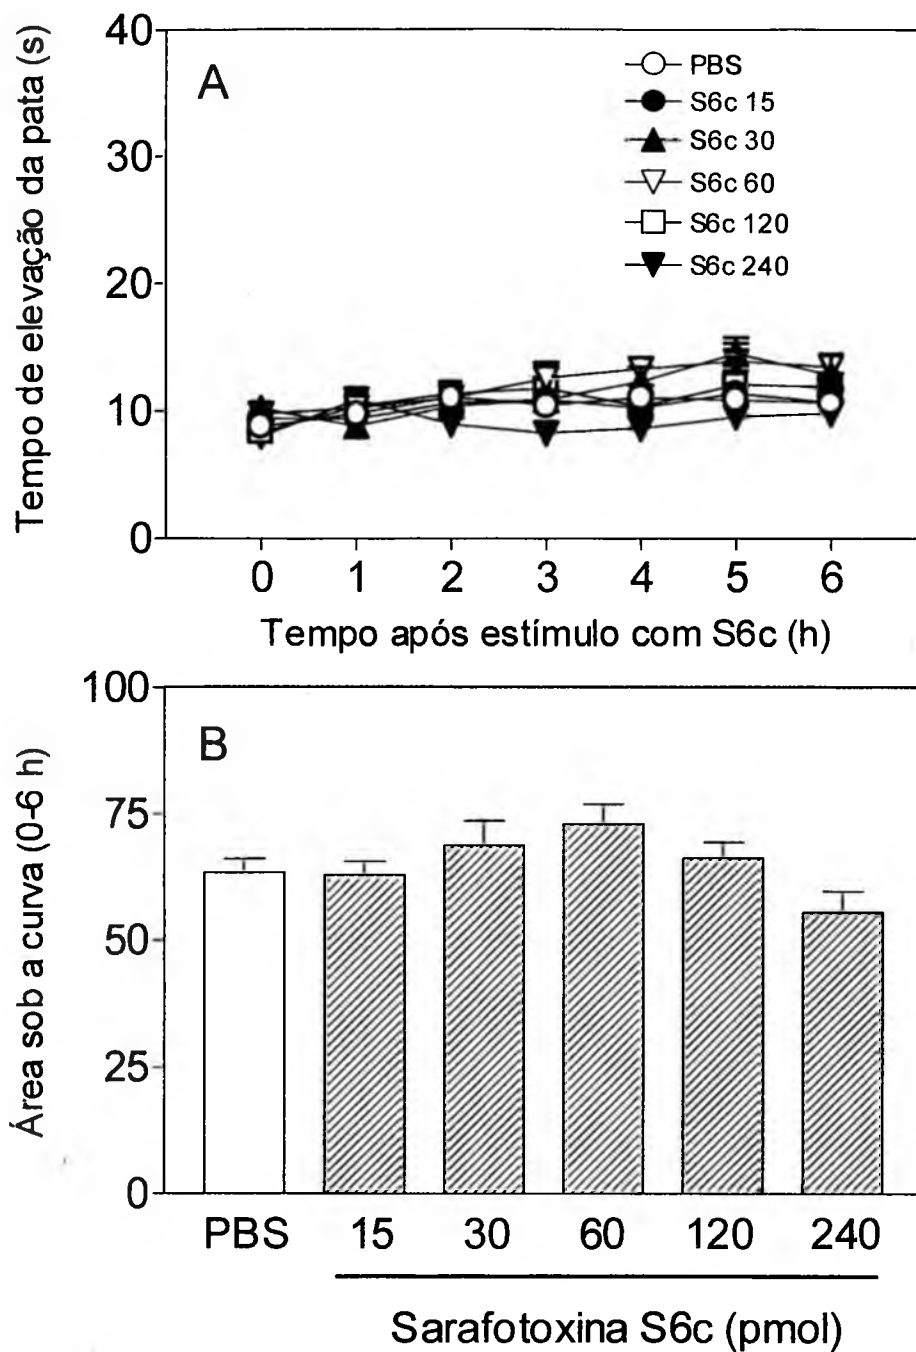 A
Tempo de elevação da pata (s)
40
30
20
10
0
PBS
S6c 15
S6c 30
S6c 60
S6c 120
S6c 240
0 1 2 3 4 5 6
Tempo após estímulo com S6c (h)
B
Área sob a curva (0-6 h)
100
75
50
25
0
PBS 15 30 60 120 240
Sarafotoxina S6c (pmol)